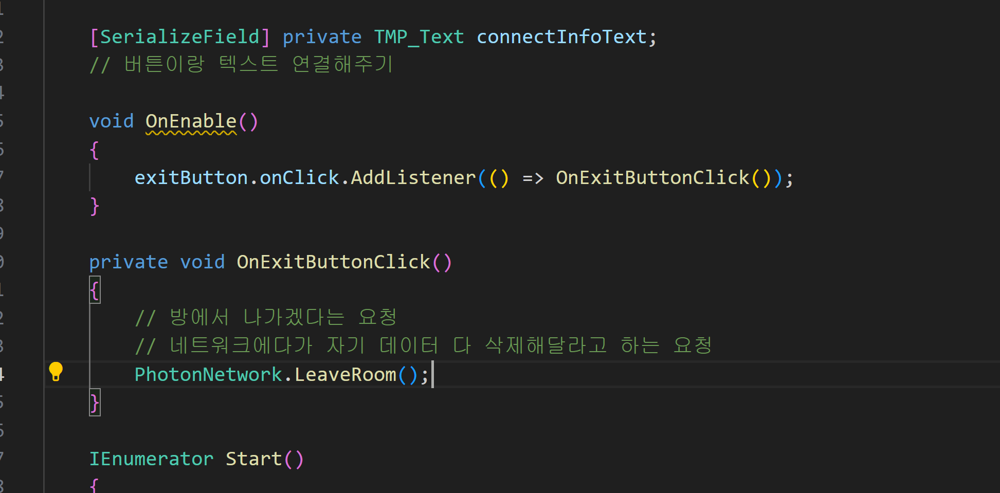 [SerializeField] private TMP_Text connectInfoText;
// 버튼이랑 텍스트 연결해주기
void OnEnable()
{
exitButton.onClick.AddListener(() => OnExitButtonClick());
}
private void OnExitButtonClick()
{
// 방에서 나가겠다는 요청
// 네트워크에다가 자기 데이터 다 삭제해달라고 하는 요청
PhotonNetwork.LeaveRoom();
}
IEnumerator Start()
{